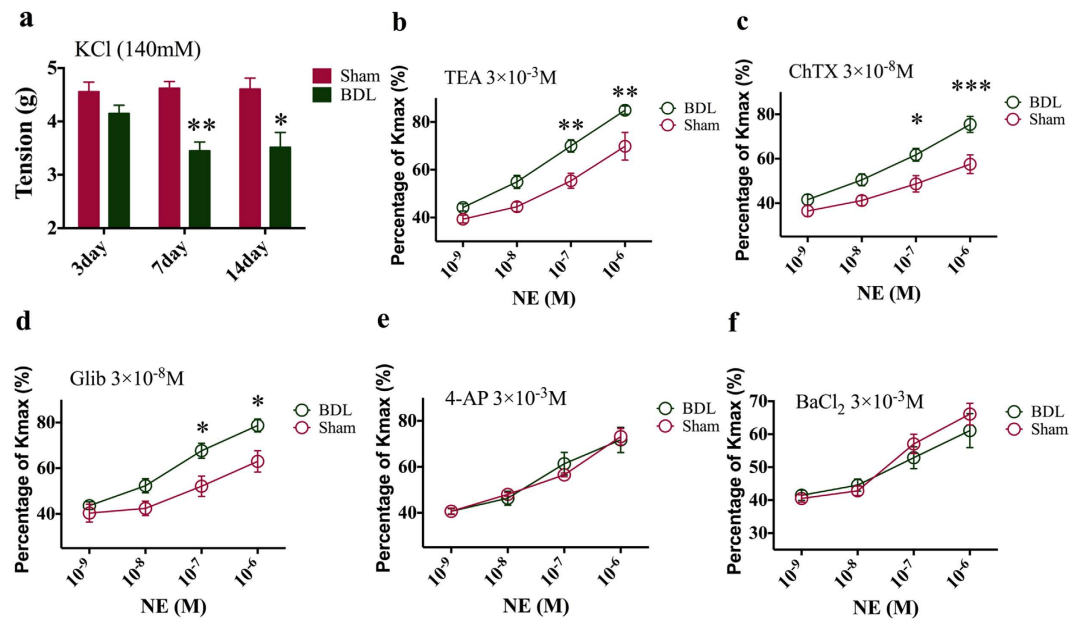 a
KCl (140mM)
Tension (g)
5
4
3
2
Sham
BDL
**
*
3day
7day
14day
b
TEA 3×10-3M
Percentage of Kmax (%)
80
60
40
**
**
BDL
Sham
10-9
10-8
10-7
10-6
NE (M)
c
ChTX 3×10-8M
Percentage of Kmax (%)
80
60
40
*
***
BDL
Sham
10-9
10-8
10-7
10-6
NE (M)
d
Glib 3×10-8M
Percentage of Kmax (%)
80
60
40
*
*
BDL
Sham
10-9
10-8
10-7
10-6
NE (M)
e
4-AP 3×10-3M
Percentage of Kmax (%)
80
60
40
BDL
Sham
10-9
10-8
10-7
10-6
NE (M)
f
BaCl2 3×10-3M
Percentage of Kmax (%)
70
60
50
40
30
BDL
Sham
10-9
10-8
10-7
10-6
NE (M)